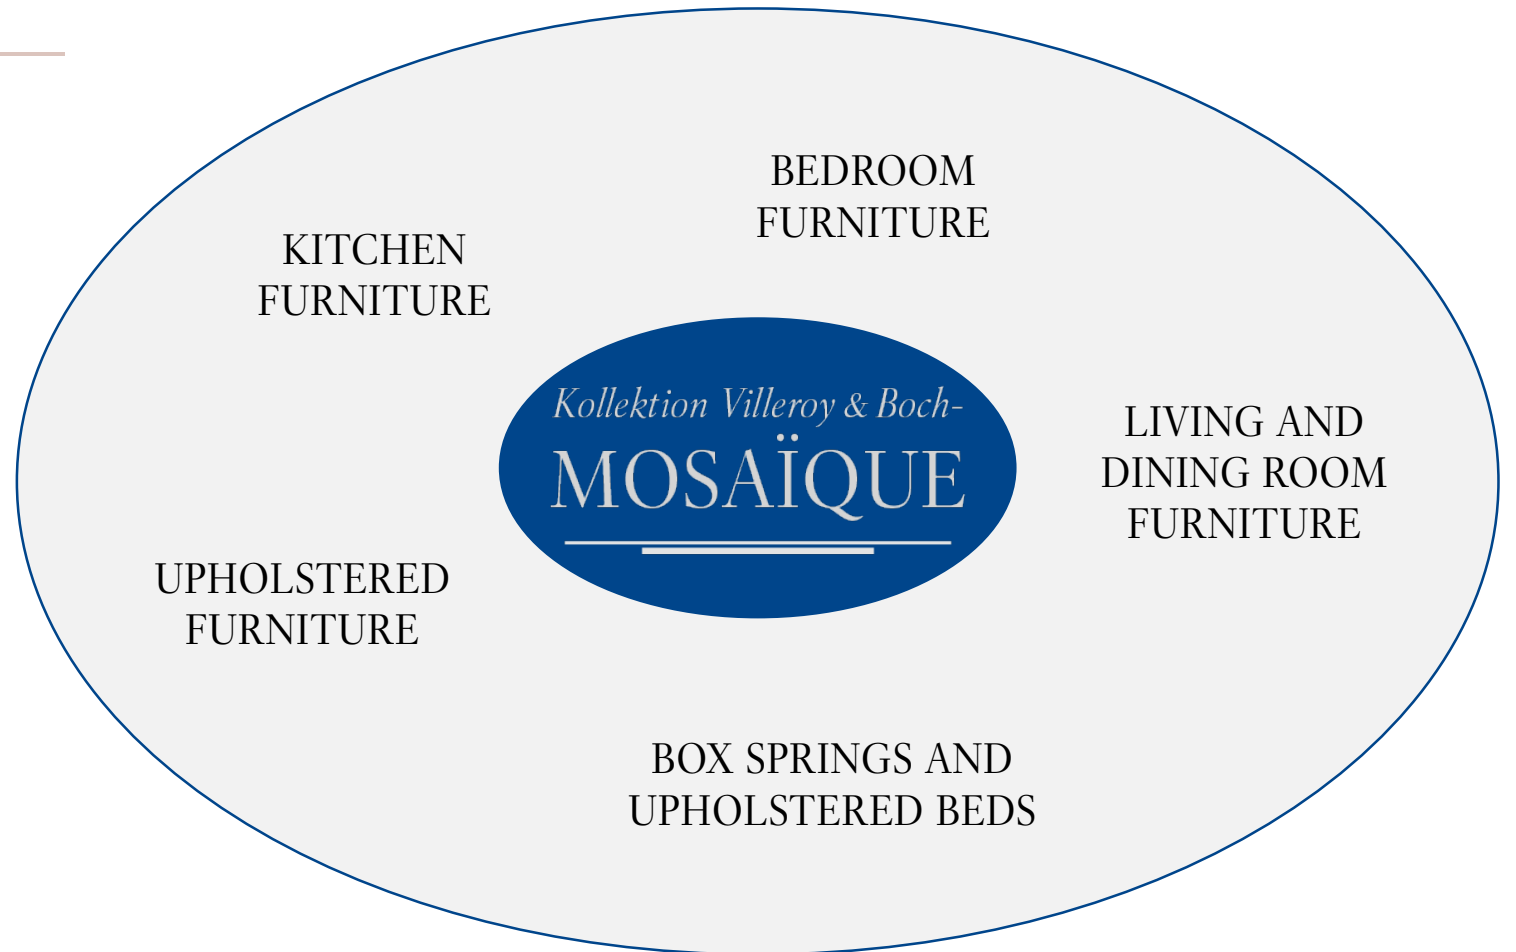 BEDROOM
FURNITURE
KITCHEN
FURNITURE
Kollektion Villeroy & Boch-
MOSAÏQUE
LIVING AND
DINING ROOM
FURNITURE
UPHOLSTERED
FURNITURE
BOX SPRINGS AND
UPHOLSTERED BEDS